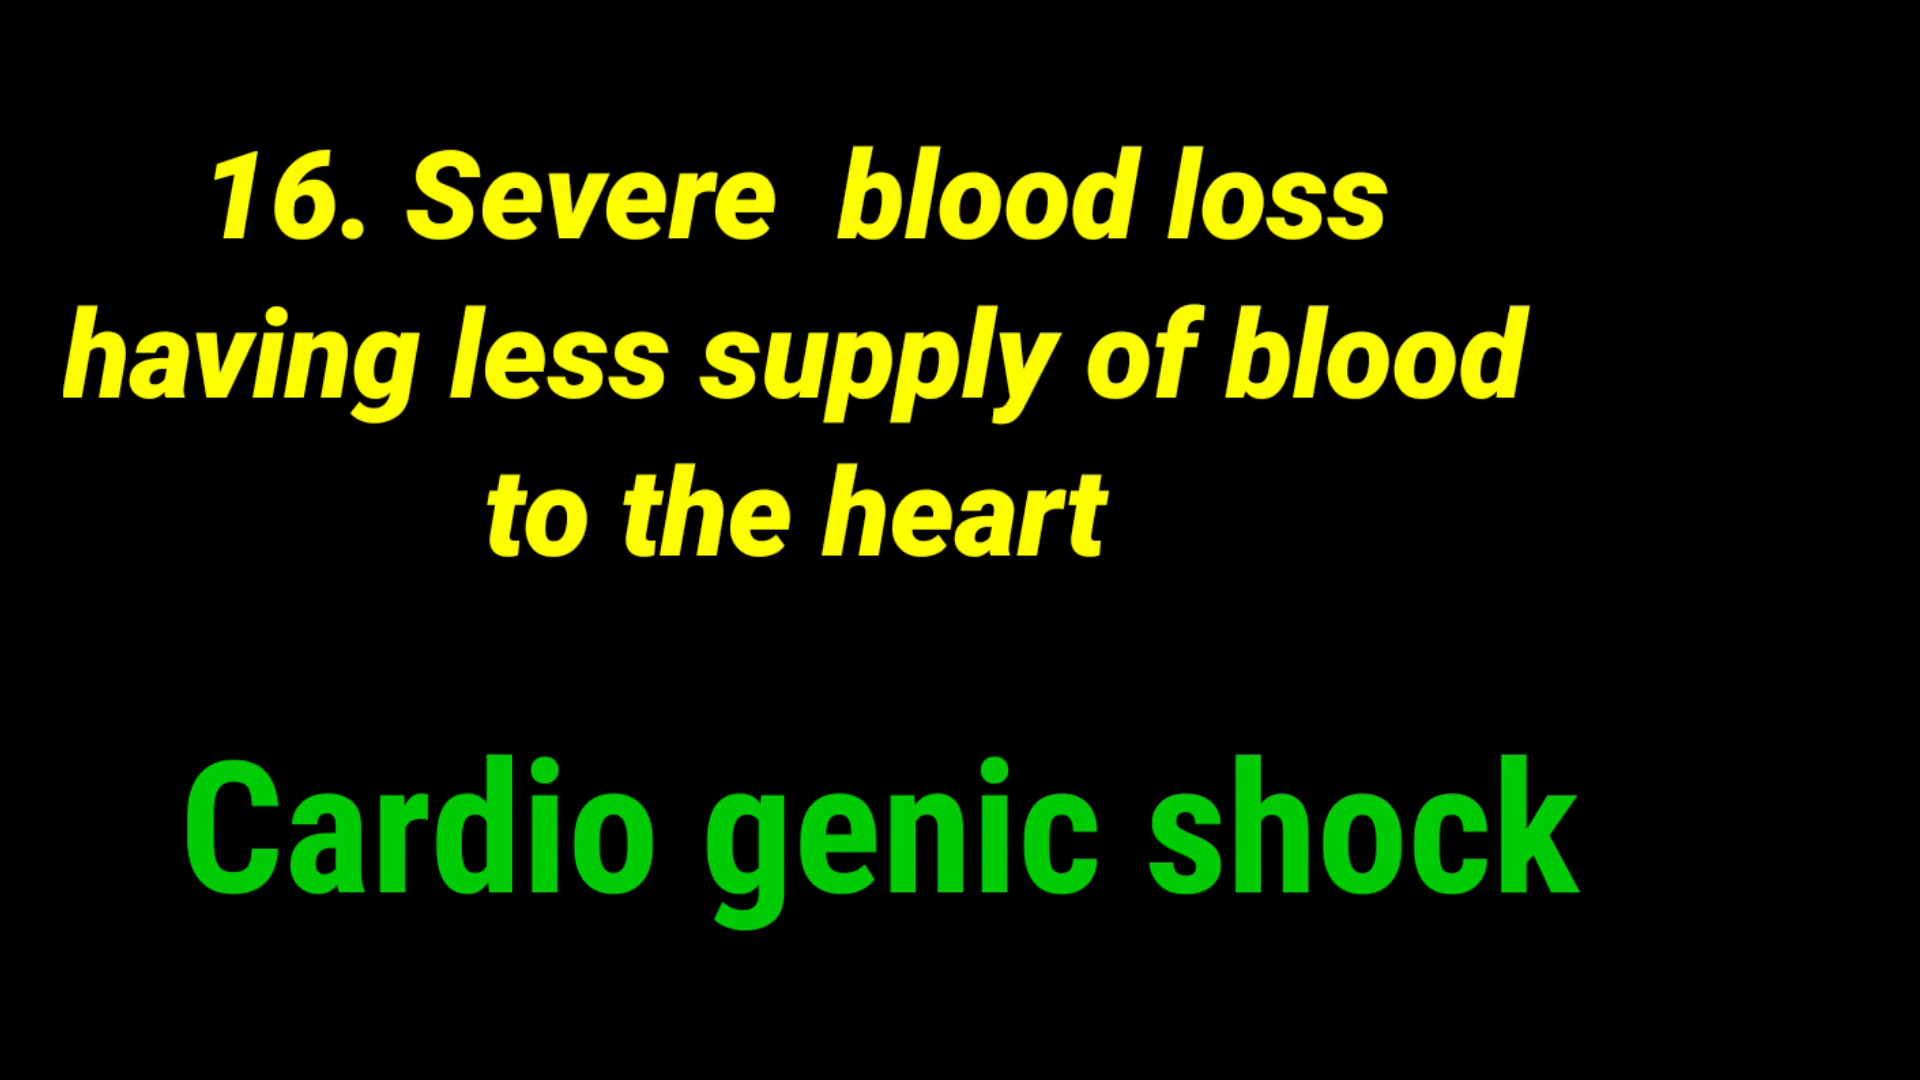 16. Severe  blood loss
having less supply of blood
to the heart
Cardio genic shock